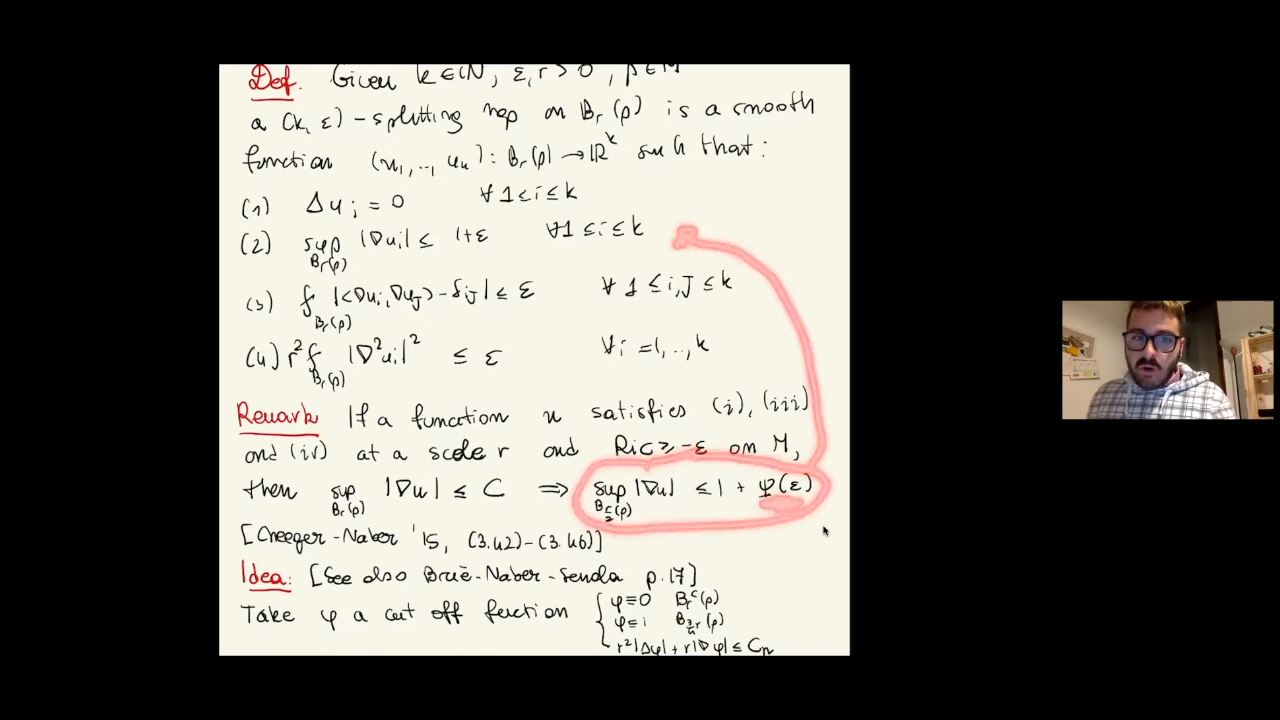 Def. Given k ∈ ℕ, ε, r > 0, p ∈ M
a (k, ε)-splitting map on B_r(p) is a smooth
function (u_1, .., u_k): B_r(p) → ℝ^k such that:
(1) Δu_i = 0 ∀ 1 ≤ i ≤ k
(2) sup_{B_r(p)} |∇u_i| ≤ 1+ε ∀ 1 ≤ i ≤ k
(3) ⨍_{B_r(p)} |<∇u_i, ∇u_j> - δ_ij| ≤ ε ∀ 1 ≤ i, J ≤ k
(4) r² ⨍_{B_r(p)} |∇²u_i|² ≤ ε ∀ i = 1, .., k
Remark If a function u satisfies (i), (iii)
and (iv) at a scale r and Ric ≥ -ε on M,
then sup_{B_r(p)} |∇u| ≤ C ⟹ sup_{B_{r/2}(p)} |∇u| ≤ 1 + Ψ(ε)
[Cheeger-Naber '15, (3.42)-(3.46)]
Idea: [See also Bruè-Naber-Semola p.17]
Take φ a cut off function { φ≡0 B_r^c(p)
φ≡1 B_{3/4 r}(p)
r²|Δφ| + r|∇φ| ≤ C_n